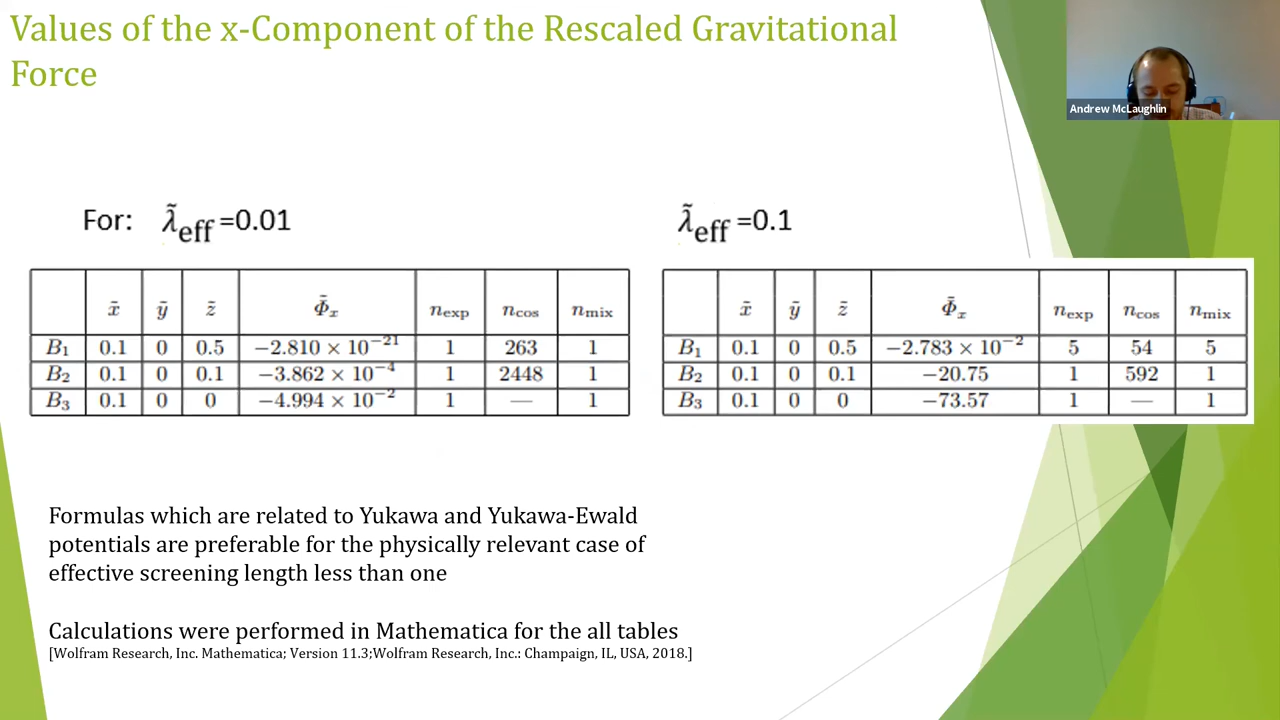 Values of the x-Component of the Rescaled Gravitational
Force
Andrew McLaughlin
For: λ̃eff =0.01
λ̃eff =0.1
x̃ ỹ z̃ Φ̃x nexp ncos nmix
B1 0.1 0 0.5 −2.810 × 10−21 1 263 1
B2 0.1 0 0.1 −3.862 × 10−4 1 2448 1
B3 0.1 0 0 −4.994 × 10−2 1 — 1
x̃ ỹ z̃ Φ̃x nexp ncos nmix
B1 0.1 0 0.5 −2.783 × 10−2 5 54 5
B2 0.1 0 0.1 −20.75 1 592 1
B3 0.1 0 0 −73.57 1 — 1
Formulas which are related to Yukawa and Yukawa-Ewald
potentials are preferable for the physically relevant case of
effective screening length less than one
Calculations were performed in Mathematica for the all tables
[Wolfram Research, Inc. Mathematica; Version 11.3;Wolfram Research, Inc.: Champaign, IL, USA, 2018.]